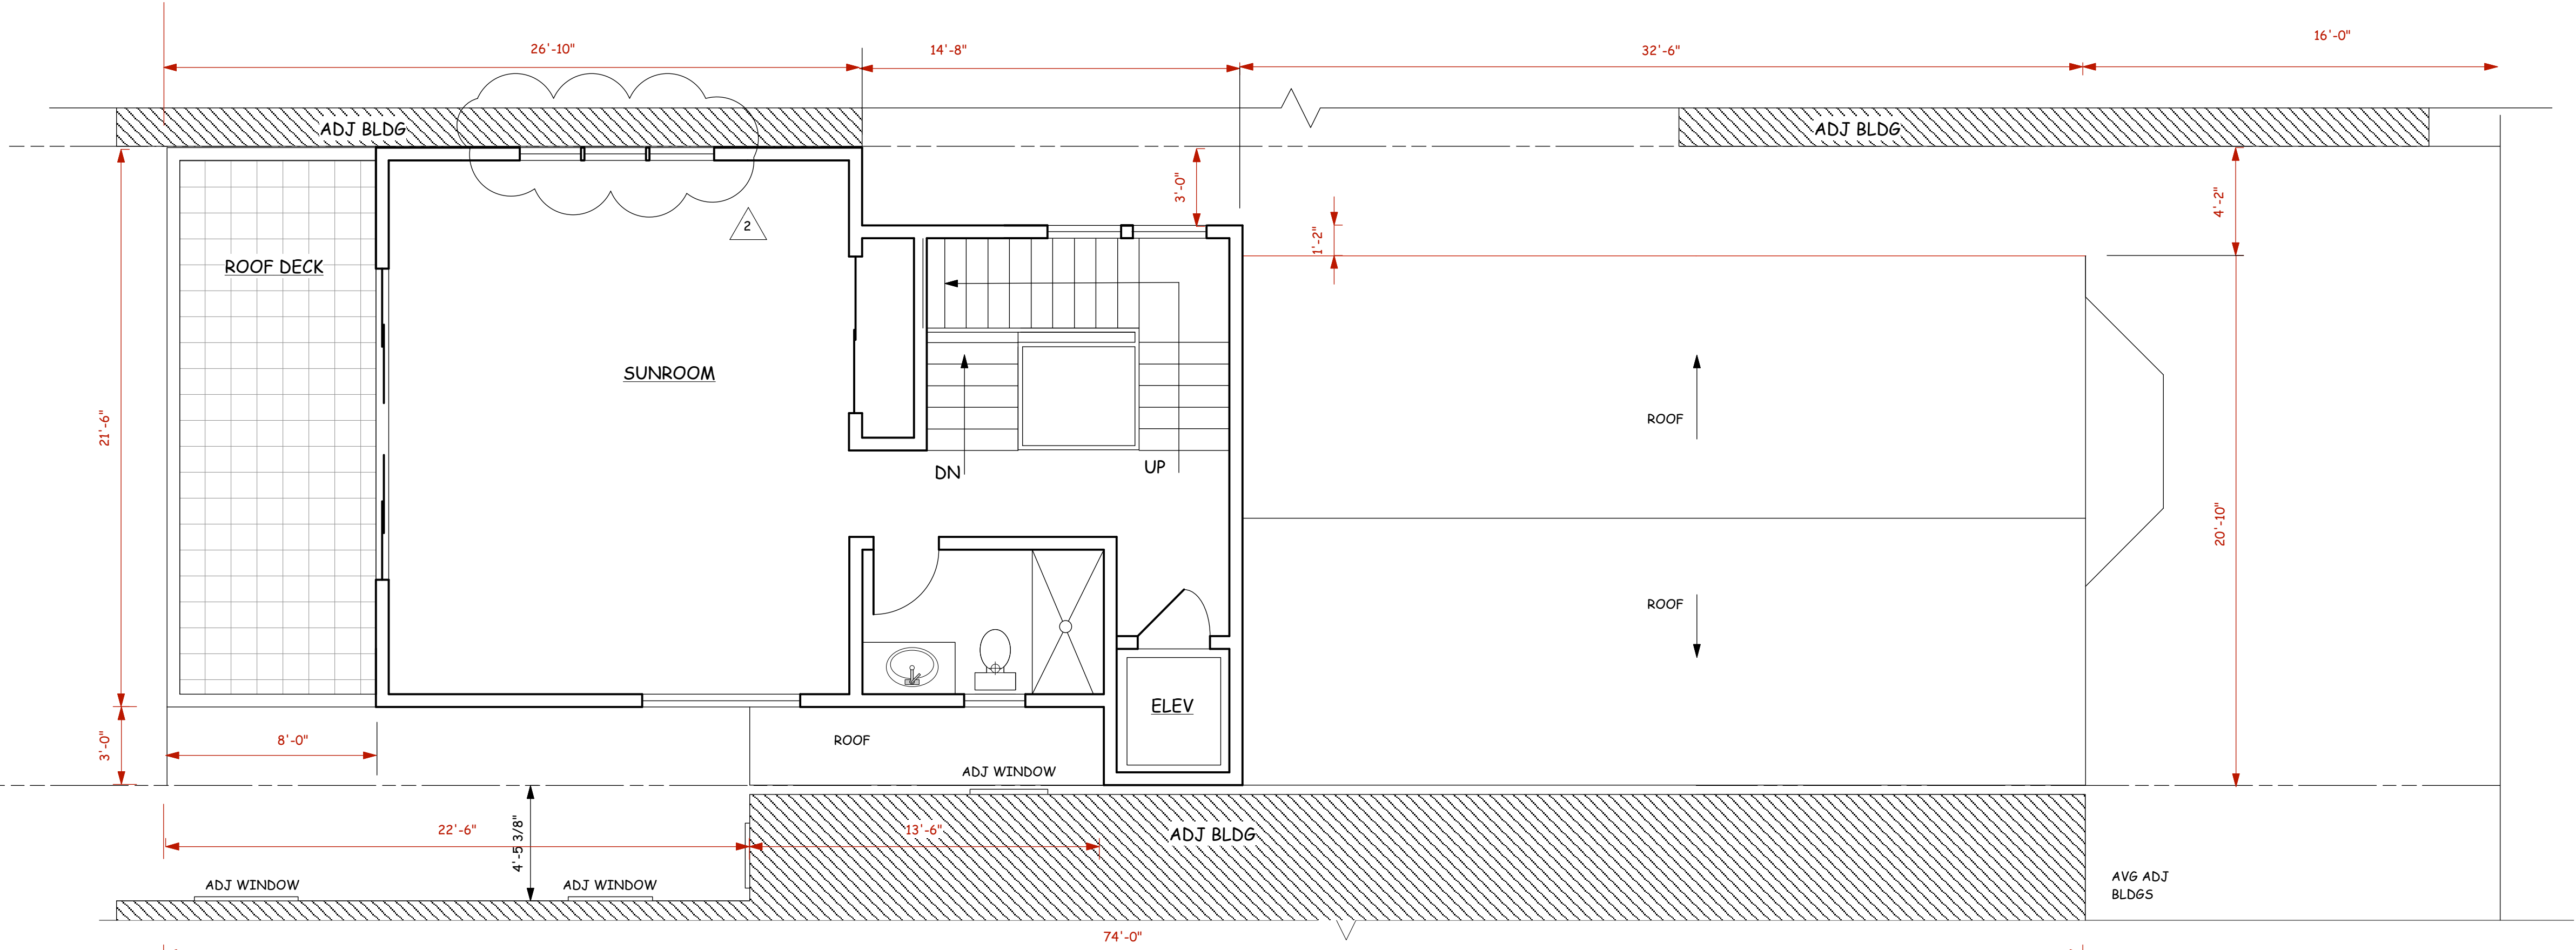 26'-10"
14'-8"
32'-6"
16'-0"
ADJ BLDG
ADJ BLDG
3'-0"
4'-2"
2
1'-2"
ROOF DECK
SUNROOM
21'-6"
ROOF
DN
UP
20'-10"
ROOF
ELEV
3'-0"
8'-0"
ROOF
ADJ WINDOW
22'-6"
4'-5 3/8"
13'-6"
ADJ BLDG
ADJ WINDOW
ADJ WINDOW
AVG ADJ
BLDGS
74'-0"